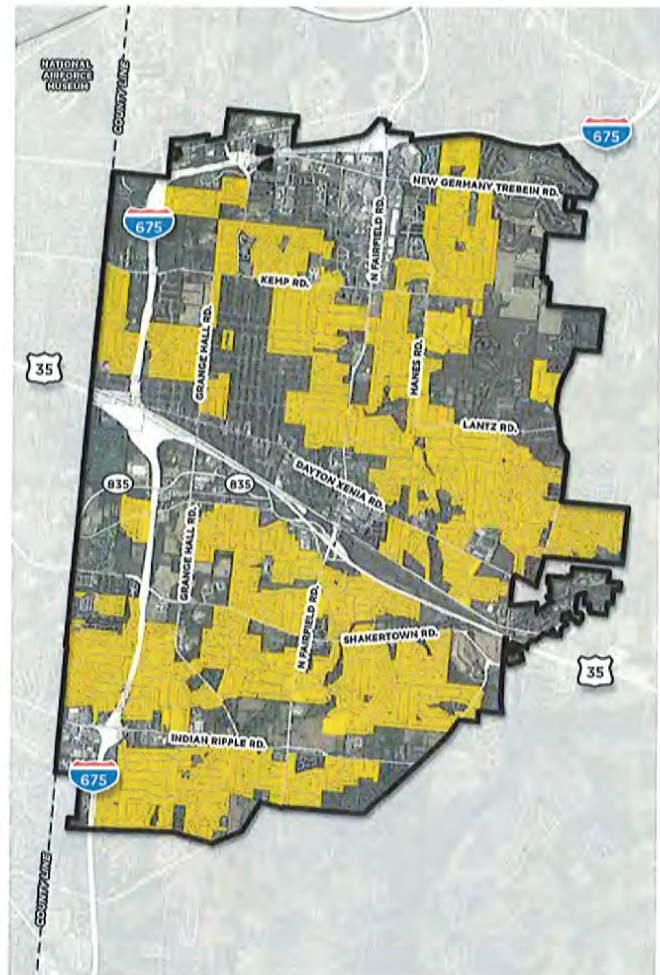 NATIONAL
AIRFORCE
MUSEUM
COUNTY LINE
675
NEW GERMANY TREBEIN RD.
675
N FAIRFIELD RD.
KEMP RD.
GRANGE HALL RD.
HANES RD.
35
LANTZ RD.
DAYTON XENIA RD.
835
835
GRANGE HALL RD.
N FAIRFIELD RD.
SHAKERTOWN RD.
35
INDIAN RIPPLE RD.
675
COUNTY LINE